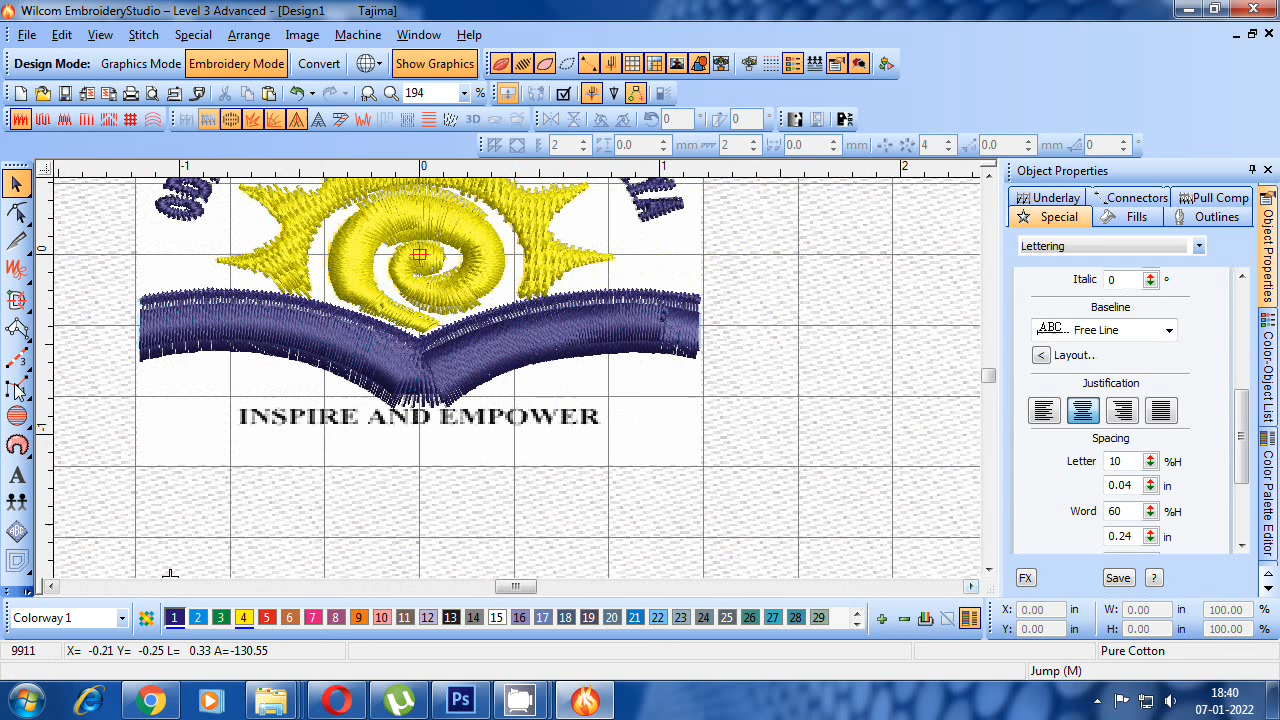 Wilcom EmbroideryStudio – Level 3 Advanced - [Design1 Tajima]
File Edit View Stitch Special Arrange Image Machine Window Help
Design Mode: Graphics Mode Embroidery Mode Convert Show Graphics
194 %
3D 0 ° 0 °
2 0.0 mm 2 0.0 mm 4 0.0 mm 0
-1 0 1 2
0
-1
INSPIRE AND EMPOWER
Object Properties
Underlay Connectors Pull Comp
Special Fills Outlines
Lettering
Italic 0 °
Baseline
ABC... Free Line
< Layout...
Justification
Spacing
Letter 10 %H
0.04 in
Word 60 %H
0.24 in
FX Save ?
Object Properties
Color-Object List
Color Palette Editor
Colorway 1
1 2 3 4 5 6 7 8 9 10 11 12 13 14 15 16 17 18 19 20 21 22 23 24 25 26 27 28 29
X: 0.00 in W: 0.00 in 100.00 %
Y: 0.00 in H: 0.00 in 100.00 %
9911 X= -0.21 Y= -0.25 L= 0.33 A=-130.55 Pure Cotton
Jump (M)
Ps
18:40
07-01-2022